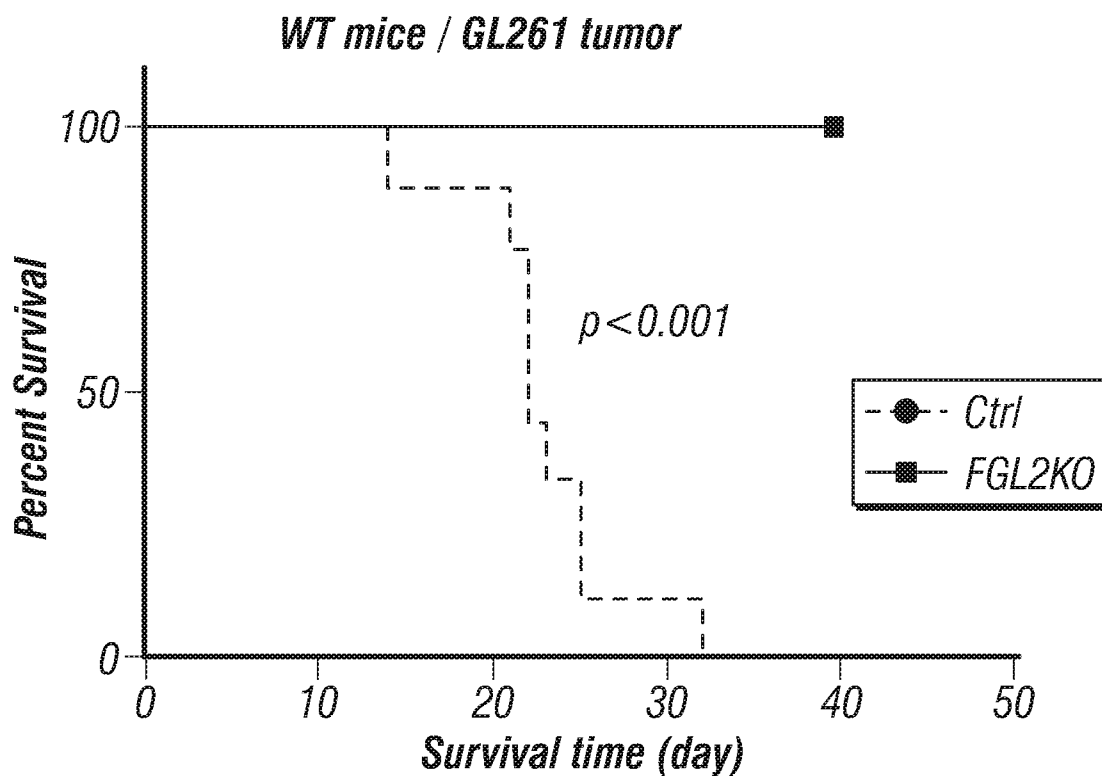 WT mice / GL261 tumor
Percent Survival
100
50
0
p<0.001
Ctrl
FGL2KO
0 10 20 30 40 50
Survival time (day)